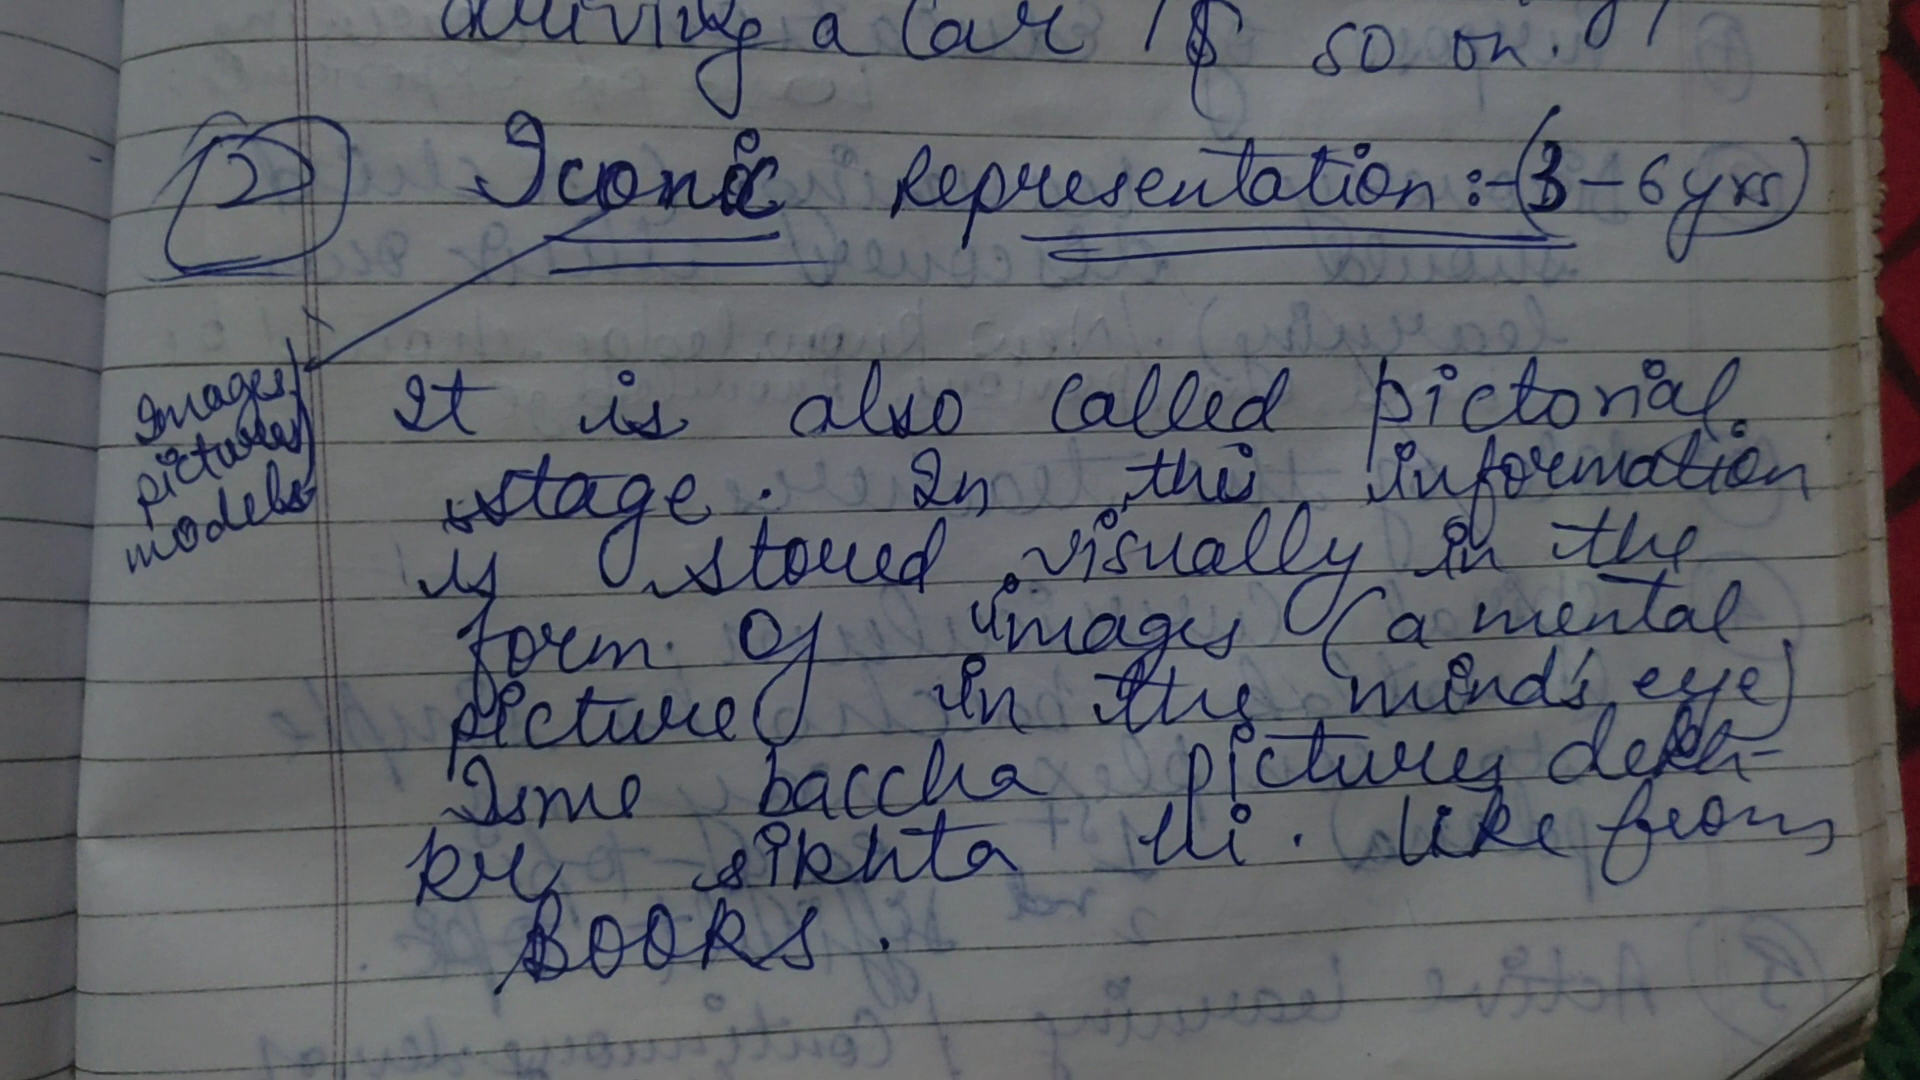 driving a car / & so on.
② Iconic Representation :- (3-6 yrs)
Images
pictures
models
It is also called pictorial
stage. In this information
is stored visually in the
form of images (a mental
picture in the mind's eye)
Isme baccha pictures dekh-
kr sikhta hi. like from
BOOKS.